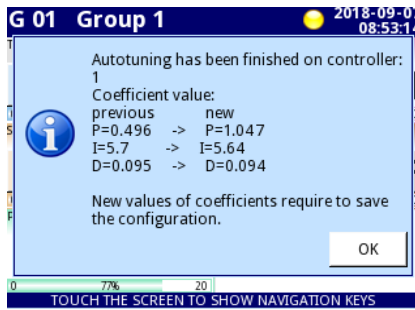 G 01 Group 1
2018-09-0
08:53:14
Autotuning has been finished on controller:
1
Coefficient value:
previous new
P=0.496 -> P=1.047
I=5.7 -> I=5.64
D=0.095 -> D=0.094
New values of coefficients require to save
the configuration.
OK
0 77% 20
TOUCH THE SCREEN TO SHOW NAVIGATION KEYS